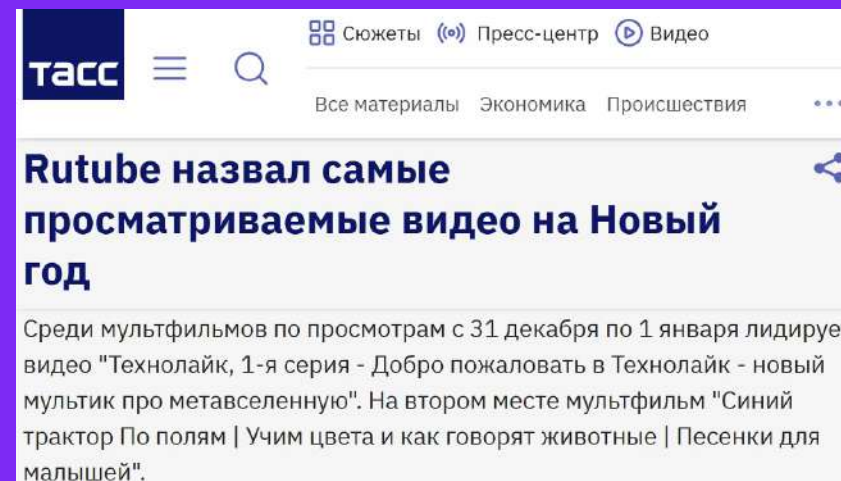 тасс
Сюжеты Пресс-центр Видео
Все материалы Экономика Происшествия
Rutube назвал самые
просматриваемые видео на Новый
год
Среди мультфильмов по просмотрам с 31 декабря по 1 января лидируе
видео "Технолайк, 1-я серия - Добро пожаловать в Технолайк - новый
мультик про метавселенную". На втором месте мультфильм "Синий
трактор По полям | Учим цвета и как говорят животные | Песенки для
малышей".